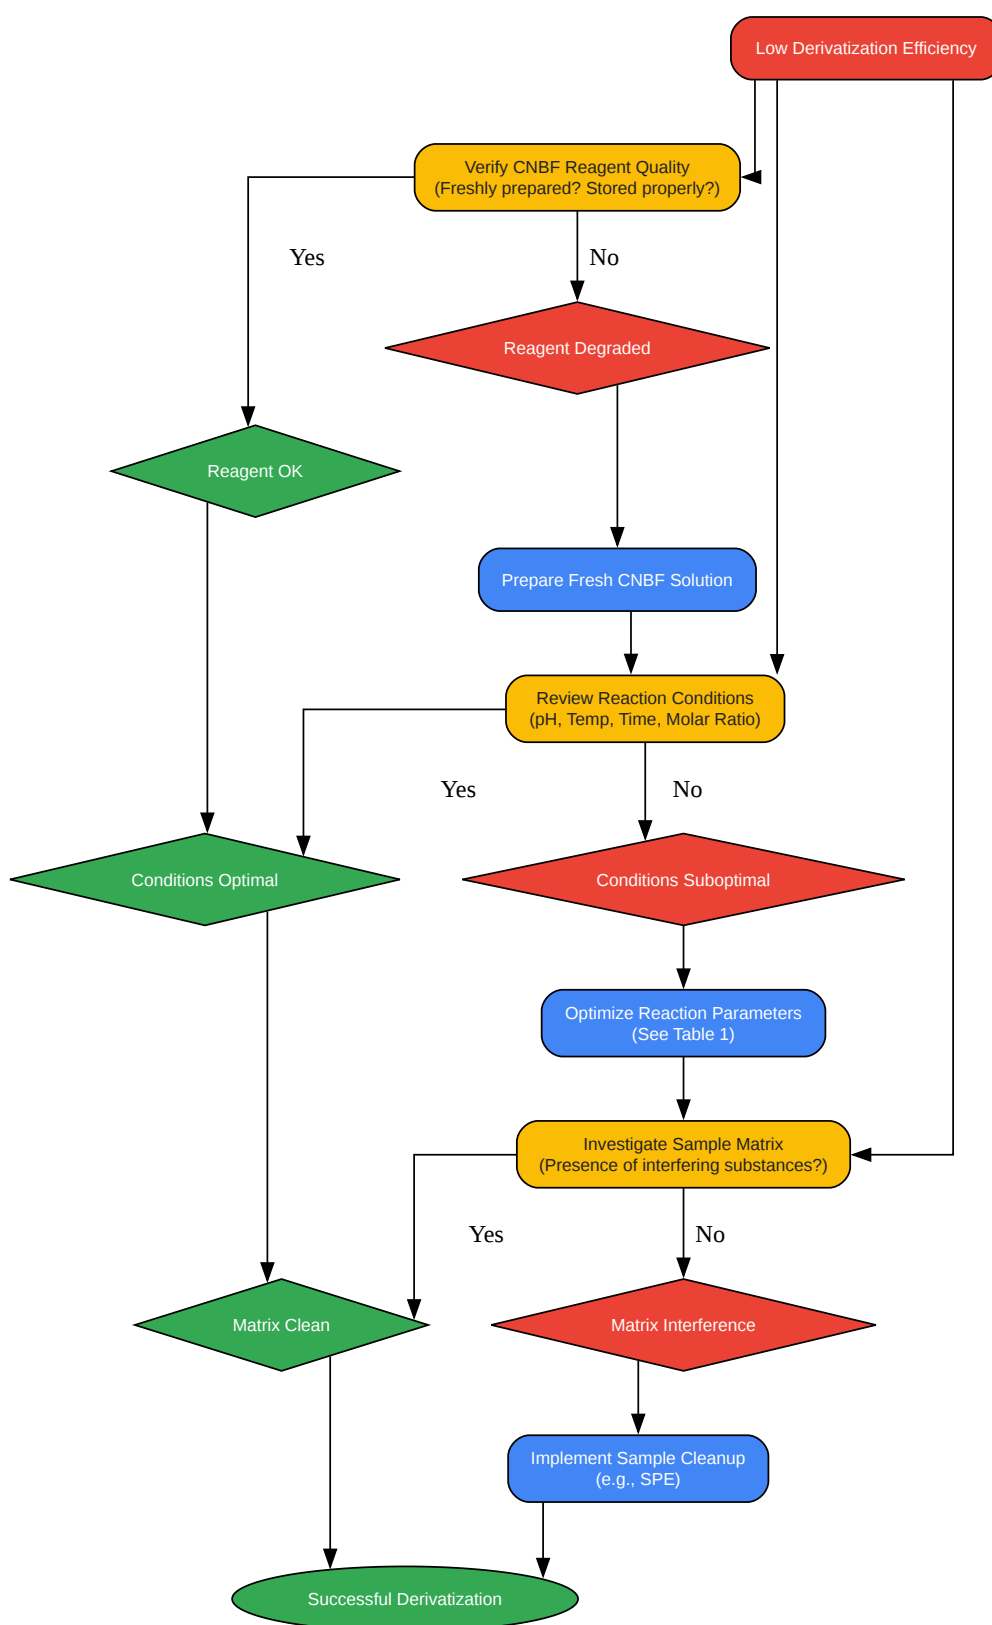 Low Derivatization Efficiency
Verify CNBF Reagent Quality
(Freshly prepared? Stored properly?)
Yes
No
Reagent Degraded
Reagent OK
Prepare Fresh CNBF Solution
Review Reaction Conditions
(pH, Temp, Time, Molar Ratio)
Yes
No
Conditions Optimal
Conditions Suboptimal
Optimize Reaction Parameters
(See Table 1)
Investigate Sample Matrix
(Presence of interfering substances?)
Yes
No
Matrix Clean
Matrix Interference
Implement Sample Cleanup
(e.g., SPE)
Successful Derivatization